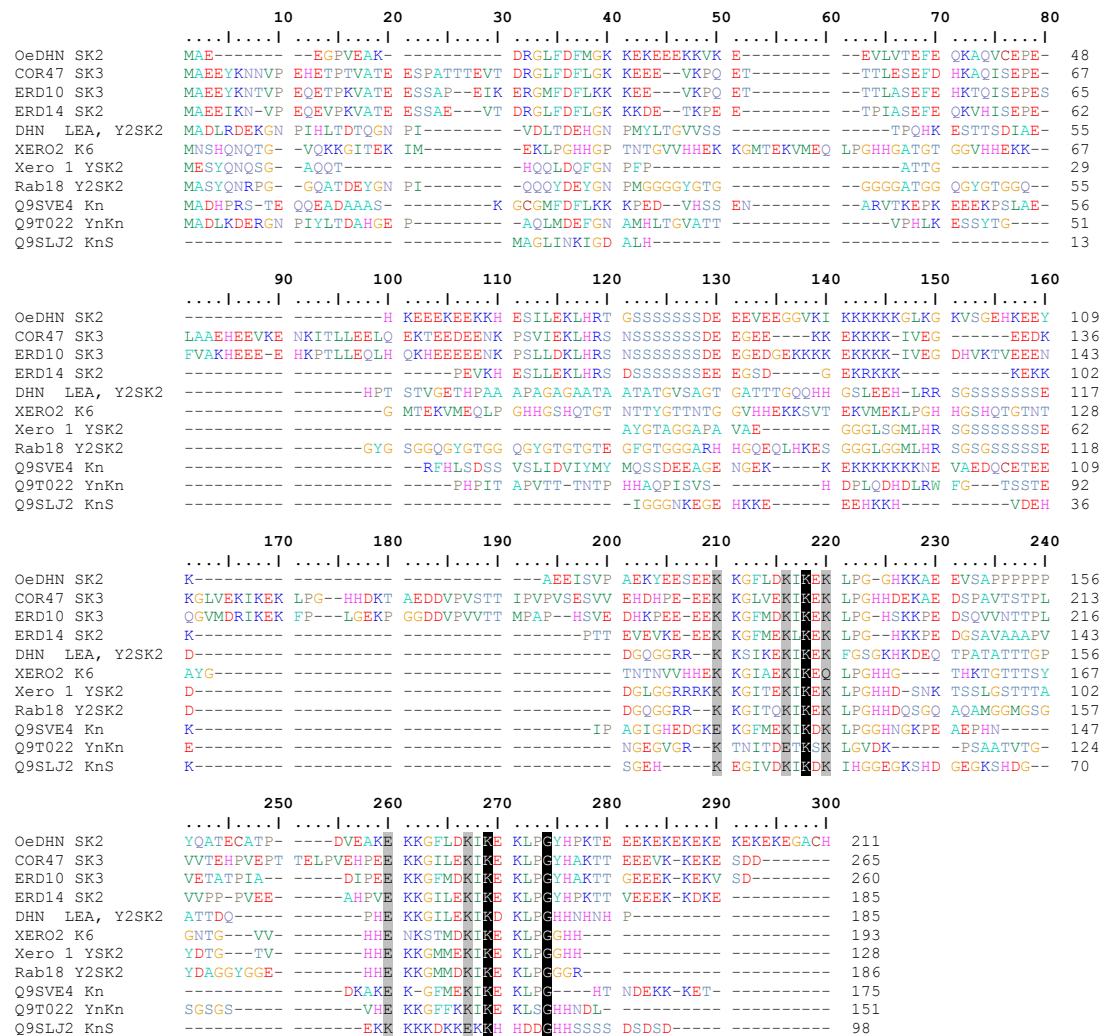 10 20 30 40 50 60 70 80
OeDHN SK2 MAE------- --EGPVEAK- ---------- DRGLFDFMGK KEKEEEKKVK E--------- -EVLVTEFE QKAQVCEPE- 48
COR47 SK3 MAEEYKNNVP EHETPTVATE ESPATTTEVT DRGLFDFLGK KEEE--VKPQ ET-------- -TTLESEFD HKAQISEPE- 67
ERD10 SK3 MAEEYKNTVP EQETPKVATE ESSAP--EIK ERGMFDFLKK KEE---VKPQ ET-------- -TTLASEFE HKTQISEPES 65
ERD14 SK2 MAEEIKN-VP EQEVPKVATE ESSAE---VT DRGLFDFLGK KKDE--TKPE E--------- -TPIASEFE QKVHISEPES 62
DHN LEA, Y2SK2 MADLRDEKGN PIHLTDTQGN PI-------- -VDLTDEHGN PMYLTGVVSS ---------- ----TPQHK ESTTSDIAE- 55
XERO2 K6 MNSHQNQTG- VQKKGITEK IM-------- -EKLPGHHGP TNTGVVHHEK KGMTEKVMEQ LPGHHGATG TGGVHHEKK- 67
Xero 1 YSK2 MESYQNQSG- AQQT------ ---------- -HQQLDQFGN PFP------- ---------- -----ATTG ---------- 29
Rab18 Y2SK2 MASYQNRPG- GQATDEYGN PI-------- -QQQYDEYGN PMGGGGYGTG ---------- -GGGGATGG QGYGTGGQ-- 55
Q9SVE4 Kn MADHPRS-TE QQEADAAAS- ---------K GCGMFDFLKK KPED--VHSS EN-------- -ARVTKEPK EEEKPSLAE- 56
Q9T022 YnKn MADLKDERGN PIYLTDAHGE P--------- -AQLMDEFGN AMHLTGVATT ---------- ----VPHLK ESSYTG---- 51
Q9SLJ2 KnS ---------- ---------- ---------- MAGLINKIGD ALH------- ---------- ---------- ---------- 13
90 100 110 120 130 140 150 160
OeDHN SK2 ---------- ---------H KEEEKEEKKH ESILEKLHRT GSSSSSSSDE EEVEEGGVKI KKKKKKGLKG KVSGEHKEEY 109
COR47 SK3 LAAEHEEVKE NKITLLEELQ EKTEEDEENK PSVIEKLHRS NSSSSSSSDE EGEE----KK EKKKK-IVEG -----EEDK 136
ERD10 SK3 FVAKHEEE-E HKPTLLEQLH QKHEEEEENK PSLLDKLHRS NSSSSSSSDE EGEDGEKKKK EKKKK-IVEG DHVKTVEEEN 143
ERD14 SK2 ---------- ---------- -----PEVKH ESLLEKLHRS DSSSSSSSDE EGSD-----G EKRKKK---- ------KEKK 102
DHN LEA, Y2SK2 ---------- -------HPT STVGETHPAA APAGAGAATA ATATGVSAGT GATTTGQQHH GSLEEH-LRR SGSSSSSSSE 117
XERO2 K6 ---------- ---------G MTEKVMEQLP GHHGSHQTGT NTTYGTTNTG GVHHEKKSVT EKVMEKLPGH HGSHQTGTNT 128
Xero 1 YSK2 ---------- ---------- ---------- AYGTAGGAPA VAE------- ---------- GGGLSGMLHR SGSSSSSSSE 62
Rab18 Y2SK2 ---------- -------GYG SGGQGYGTGG QGYGTGTGTE GFGTGGGARH HGQEQLHKES GGGLGGMLHR SGSGSSSSSE 118
Q9SVE4 Kn ---------- ---------- --RFHLSDSS VSLIDVIYMY MQSSDEEAGE NGEK-----K EKKKKKKKNE VAEDQCETEE 109
Q9T022 YnKn ---------- ---------- -----PHPIT APVTT-TNTP HHAQPISVS- ---------H DPLQDHDLRW FG---TSSTE 92
Q9SLJ2 KnS ---------- ---------- ---------- ---------- -IGGGNKEGE HKKE------ -EEHKKH--- ------VDEH 36
170 180 190 200 210 220 230 240
OeDHN SK2 K--------- ---------- ---------- ---AEEISVP AEKYEESEEK KGFLDKIKEK LPG-GHKKAE EVSAPPPPPP 156
COR47 SK3 KGLVEKIKEK LPG--HHDKT AEDDVPVSTT IPVPVSESVV EHDHPE-EEK KGLVEKIKEK LPGHHDEKAE DSPAVTSTPL 213
ERD10 SK3 QGVMDRIKEK FP---LGEKP GGDDVPVVTT MPAP--HSVE DHKPEE-EEK KGFMDKIKEK LPG-HSKKPE DSQVVNTTPL 216
ERD14 SK2 K--------- ---------- ---------- -------PTT EVEVKE-EEK KGFMEKLKEK LPG--HKKPE DGSAVAAAPV 143
DHN LEA, Y2SK2 D--------- ---------- ---------- ---------- DGQGGRR--K KSIKEKIKEK FGSGKHKDEQ TPATATTTGP 156
XERO2 K6 AYG------- ---------- ---------- ---------- TNTNVVHHEK KGIAEKIKEQ LPGHHG---- THKTGTTTSY 167
Xero 1 YSK2 D--------- ---------- ---------- ---------- DGLGGRRRKK KGITEKIKEK LPGHHD-SNK TSSLGSTTTA 102
Rab18 Y2SK2 D--------- ---------- ---------- ---------- DGQGGRR--K KGITQKIKEK LPGHHDQSGQ AQAMGGMGSG 157
Q9SVE4 Kn K--------- ---------- ---------- --------IP AGIGHEDGKE KGFMEKIKDK LPGGHNGKPE AEPHN----- 147
Q9T022 YnKn E--------- ---------- ---------- ---------- NGEGVGR--K TNITDETKSK LGVDK----- PSAATVTG-- 124
Q9SLJ2 KnS K--------- ---------- ---------- ---------- SGEH-----K EGIVDKIKDK IHGGEGKSHD GEGKSHDG-- 70
250 260 270 280 290 300
OeDHN SK2 YQATECATP- ----DVEAKE KKGFLDKIKE KLPGYHPKTE EEKEKEKEKE KEKEKEGACH 211
COR47 SK3 VVTEHPVEPT TELPVEHPEE KKGILEKIKE KLPGYHAKTT EEEVK-KEKE SDD------- 265
ERD10 SK3 VETATPIA-- ----DIPEE KKGFMDKIKE KLPGYHAKTT GEEEK-KEKV SD-------- 260
ERD14 SK2 VVPP-PVEE- ----AHPVE KKGILEKIKE KLPGYHPKTT VEEEK-KDKE ---------- 185
DHN LEA, Y2SK2 ATTDQ----- -------PHE KKGILEKIKD KLPGHHNHNH P--------- ---------- 185
XERO2 K6 GNTG---VV- -------HHE NKSTMDKIKE KLPGGHH--- ---------- ---------- 193
Xero 1 YSK2 YDTG---TV- -------HHE KKGMMEKIKE KLPGGHH--- ---------- ---------- 128
Rab18 Y2SK2 YDAGGYGGE- -------HHE KKGMMDKIKE KLPGGGR--- ---------- ---------- 186
Q9SVE4 Kn ---------- -----DKAKE K-GFMEKIKE KLPG---HT NDEKK-KET- ---------- 175
Q9T022 YnKn SGSGS----- -------VHE KKGFFKKIKE KLSGHHNDL- ---------- ---------- 151
Q9SLJ2 KnS ---------- -------EKK KKKDKKEKKH HDDGHHSSSS DSDSD----- ---------- 98